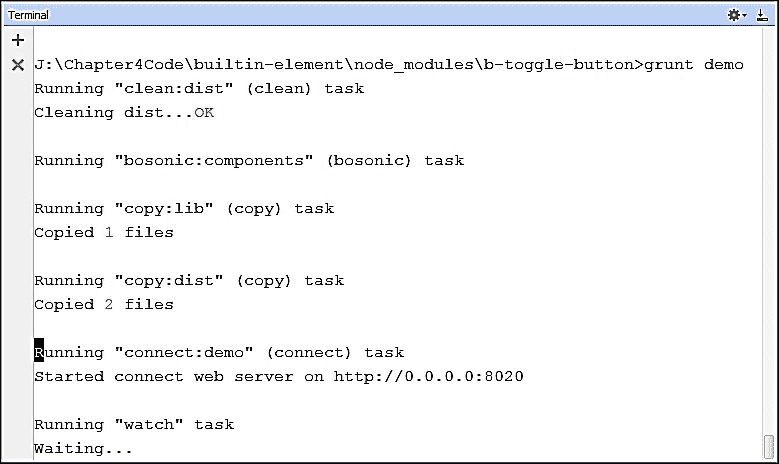 Terminal
J:\Chapter4Code\builtin-element\node_modules\b-toggle-button>grunt demo
Running "clean:dist" (clean) task
Cleaning dist...OK
Running "bosonic:components" (bosonic) task
Running "copy:lib" (copy) task
Copied 1 files
Running "copy:dist" (copy) task
Copied 2 files
Running "connect:demo" (connect) task
Started connect web server on http://0.0.0.0:8020
Running "watch" task
Waiting...